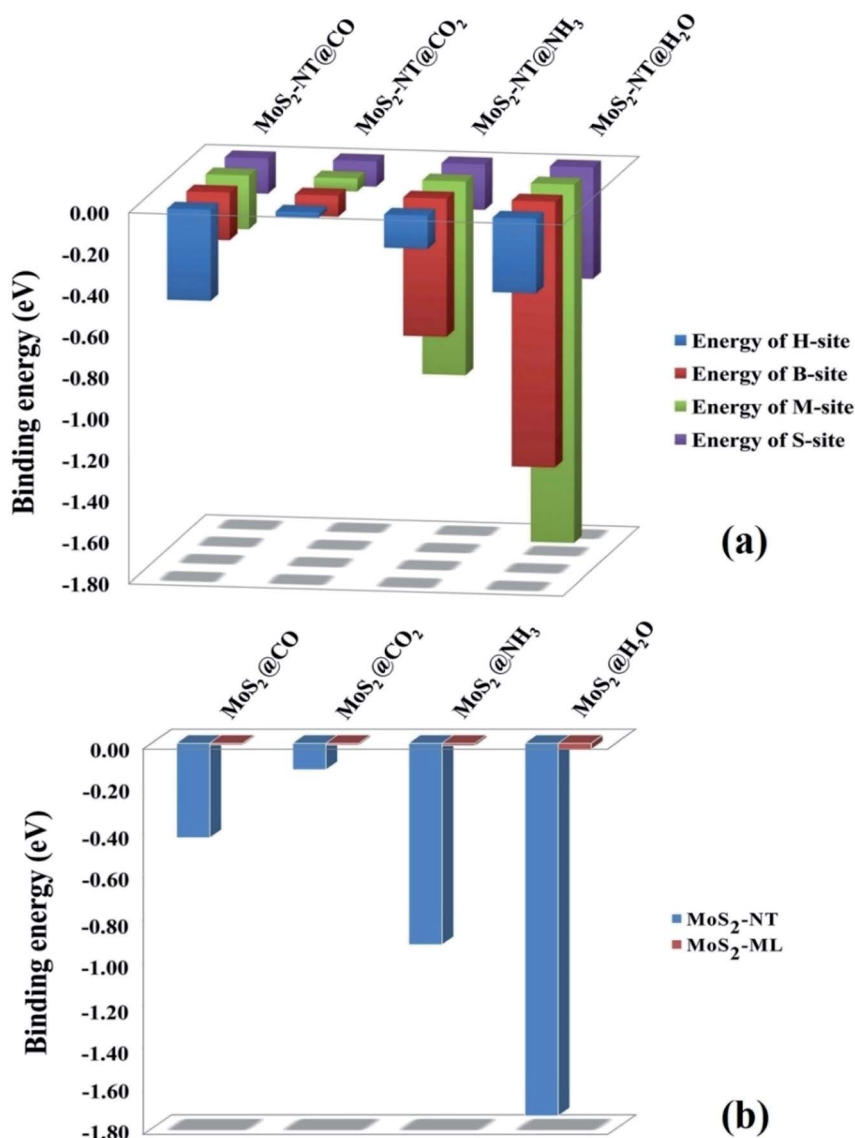 MoS₂-NT@CO
MoS₂-NT@CO₂
MoS₂-NT@NH₃
MoS₂-NT@H₂O
0.00
-0.20
-0.40
-0.60
-0.80
-1.00
-1.20
-1.40
-1.60
-1.80
Binding energy (eV)
Energy of H-site
Energy of B-site
Energy of M-site
Energy of S-site
(a)
MoS₂@CO
MoS₂@CO₂
MoS₂@NH₃
MoS₂@H₂O
0.00
-0.20
-0.40
-0.60
-0.80
-1.00
-1.20
-1.40
-1.60
-1.80
Binding energy (eV)
MoS₂-NT
MoS₂-ML
(b)